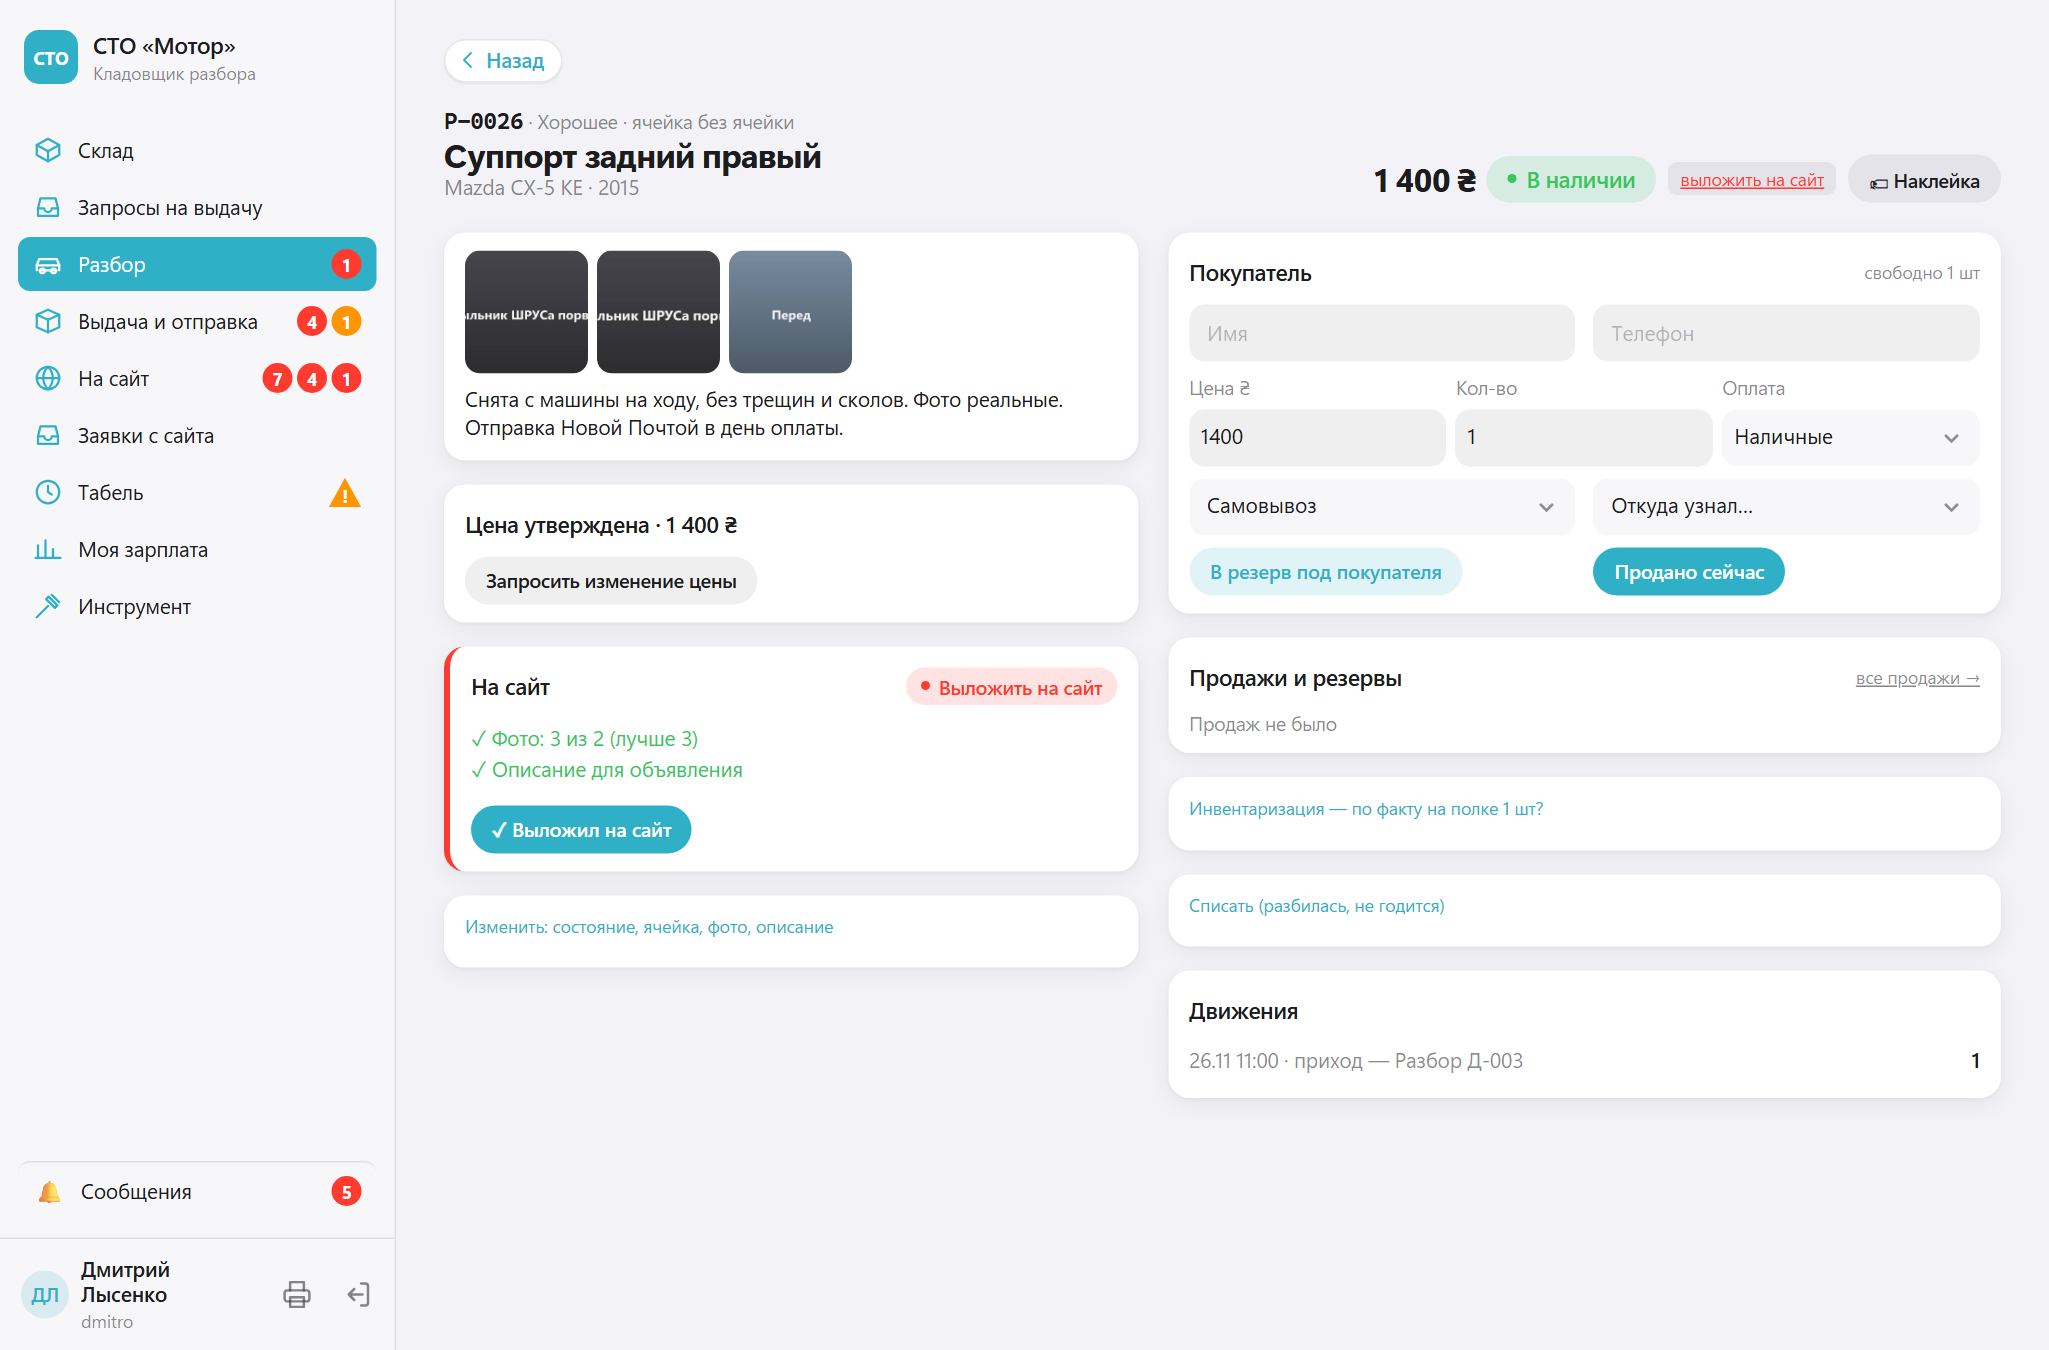 СТО
СТО «Мотор»
Кладовщик разбора
Склад
Запросы на выдачу
Разбор 1
Выдача и отправка 4 1
На сайт 7 4 1
Заявки с сайта
Табель
Моя зарплата
Инструмент
Сообщения 5
ДЛ
Дмитрий
Лысенко
dmitro
Назад
P-0026 · Хорошее · ячейка без ячейки
Суппорт задний правый
Mazda CX-5 KE · 2015
1 400 ₴
В наличии
выложить на сайт
Наклейка
ШРУСа
ШРУСа
Перед
Снята с машины на ходу, без трещин и сколов. Фото реальные.
Отправка Новой Почтой в день оплаты.
Цена утверждена · 1 400 ₴
Запросить изменение цены
На сайт
Выложить на сайт
✓ Фото: 3 из 2 (лучше 3)
✓ Описание для объявления
✓ Выложил на сайт
Изменить: состояние, ячейка, фото, описание
Покупатель
свободно 1 шт
Имя
Телефон
Цена ₴
Кол-во
Оплата
1400
1
Наличные
Самовывоз
Откуда узнал...
В резерв под покупателя
Продано сейчас
Продажи и резервы
все продажи →
Продаж не было
Инвентаризация — по факту на полке 1 шт?
Списать (разбилась, не годится)
Движения
26.11 11:00 · приход — Разбор Д-003
1